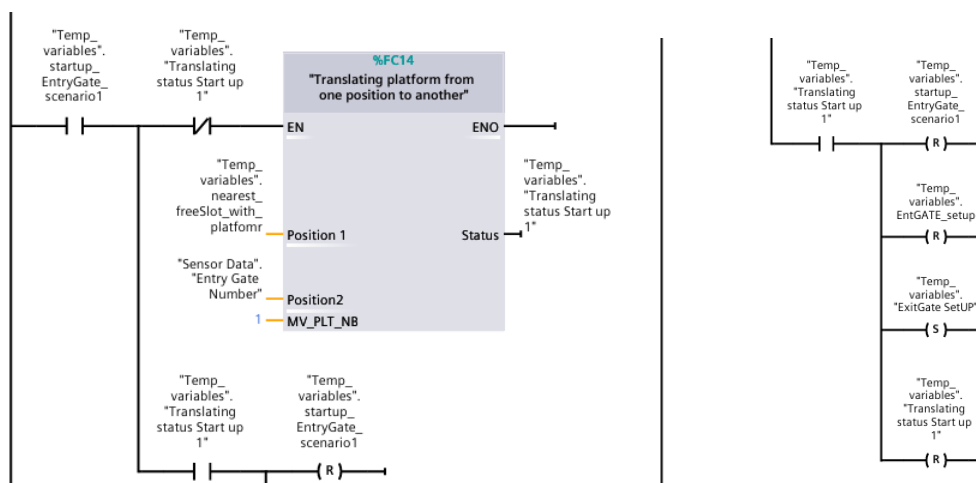 "Temp_
variables".
startup_
EntryGate_
scenario1
"Temp_
variables".
"Translating
status Start up
1"
%FC14
"Translating platform from
one position to another"
EN
ENO
"Temp_
variables".
nearest_
freeSlot_with_
platfomr
Position 1
"Temp_
variables".
"Translating
status Start up
1"
Status
"Sensor Data".
"Entry Gate
Number"
Position2
1
MV_PLT_NB
"Temp_
variables".
"Translating
status Start up
1"
"Temp_
variables".
startup_
EntryGate_
scenario1
R
"Temp_
variables".
"Translating
status Start up
1"
"Temp_
variables".
startup_
EntryGate_
scenario1
R
"Temp_
variables".
EntGATE_setup
R
"Temp_
variables".
"ExitGate SetUP"
S
"Temp_
variables".
"Translating
status Start up
1"
R